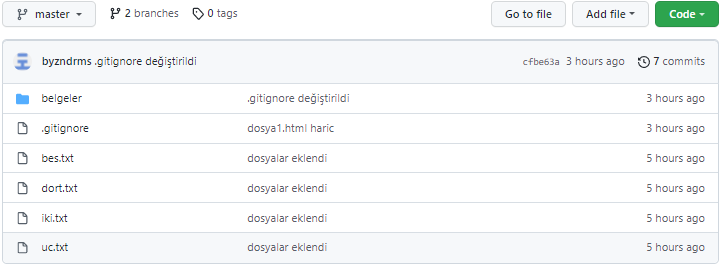 master 2 branches 0 tags Go to file Add file Code
byzndrms .gitignore değiştirildi cfbe63a 3 hours ago 7 commits
belgeler .gitignore değiştirildi 3 hours ago
.gitignore dosya1.html haric 3 hours ago
bes.txt dosyalar eklendi 5 hours ago
dort.txt dosyalar eklendi 5 hours ago
iki.txt dosyalar eklendi 5 hours ago
uc.txt dosyalar eklendi 5 hours ago